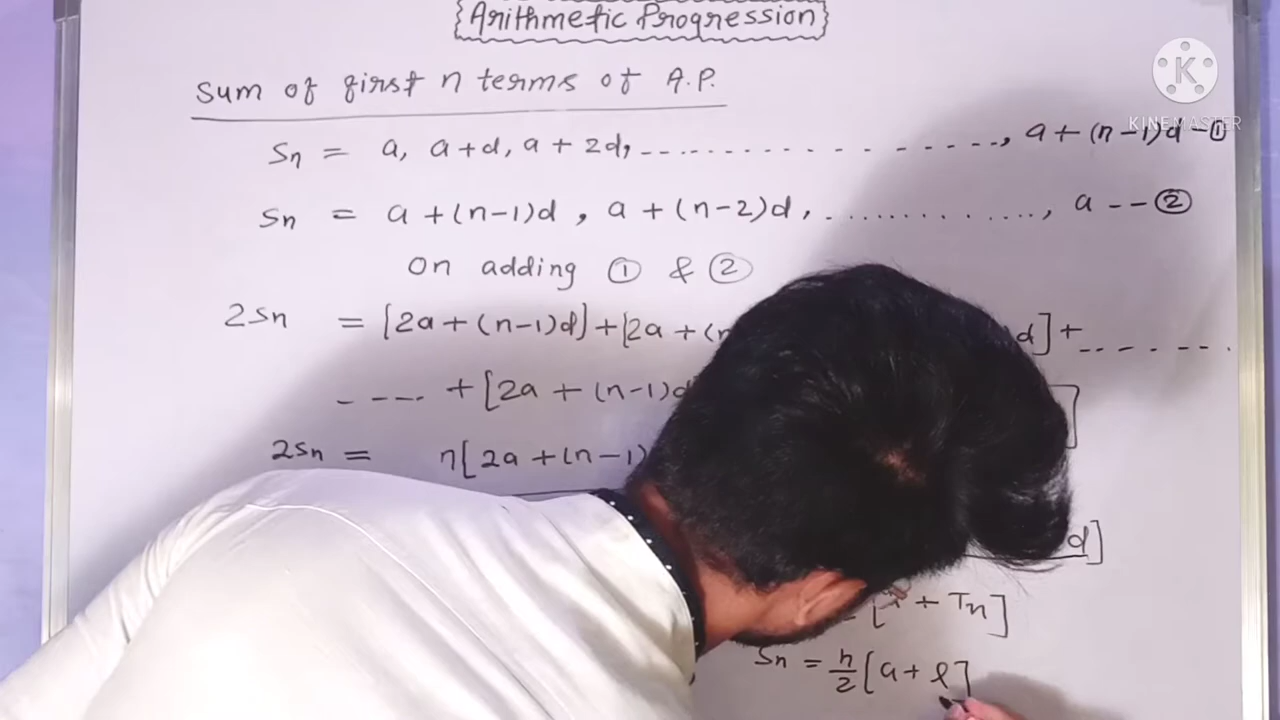 {Arithmetic Progression}
Sum of first n terms of A.P.
KINEMASTER
Sn = a, a+d, a+2d, ........................, a+(n-1)d-①
Sn = a+(n-1)d, a+(n-2)d, ............., a--②
On adding ① & ②
2Sn = [2a+(n-1)d]+[2a+(n d]+.......
..... +[2a+(n-1)d ]
2Sn = n[2a+(n-1)
d]
[ + Tn]
Sn = n/2[a+l]